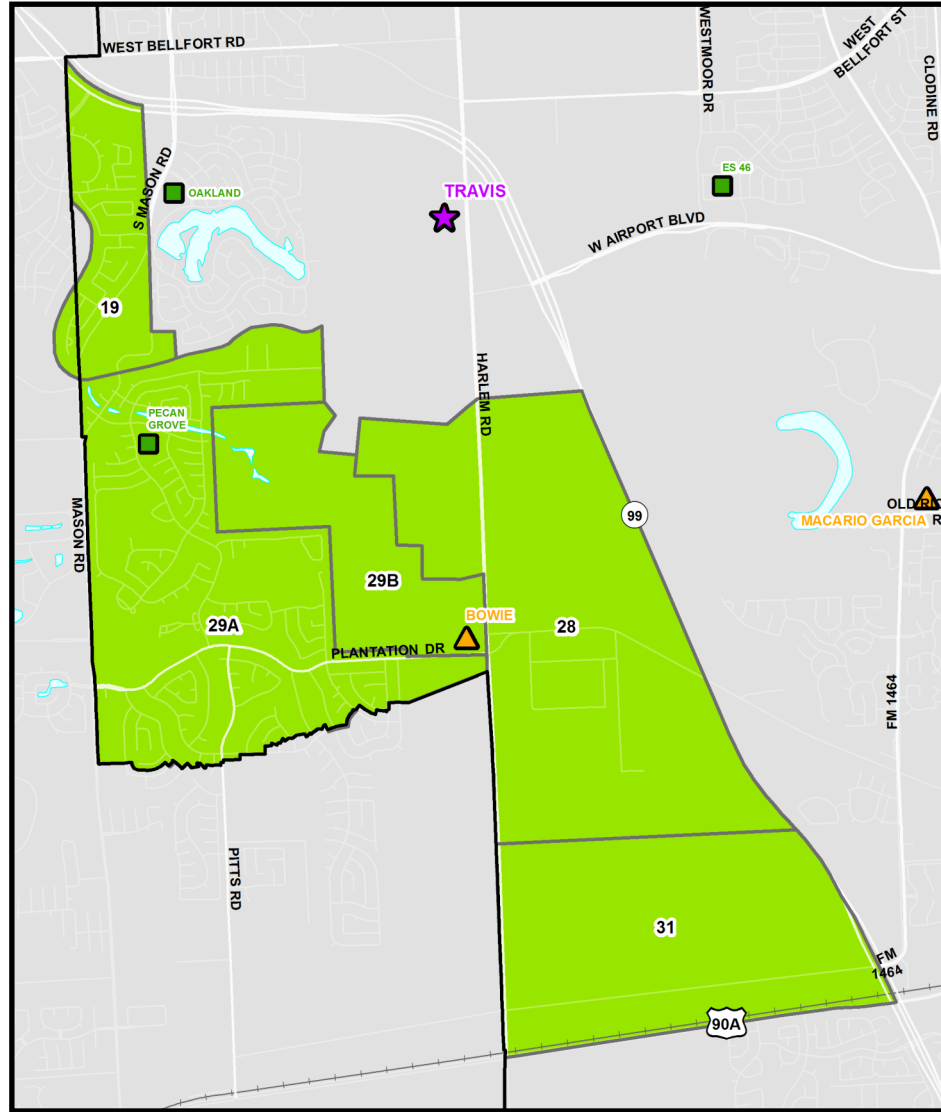 WEST BELLFORT RD
WESTMOOR DR
WEST
BELLFORT ST
CLODINE RD
S MASON RD
OAKLAND
TRAVIS
ES 46
W AIRPORT BLVD
19
HARLEM RD
PECAN
GROVE
MASON RD
99
MACARIO GARCIA
29B
29A
BOWIE
28
PLANTATION DR
FM 1464
PITTS RD
31
FM
1464
90A